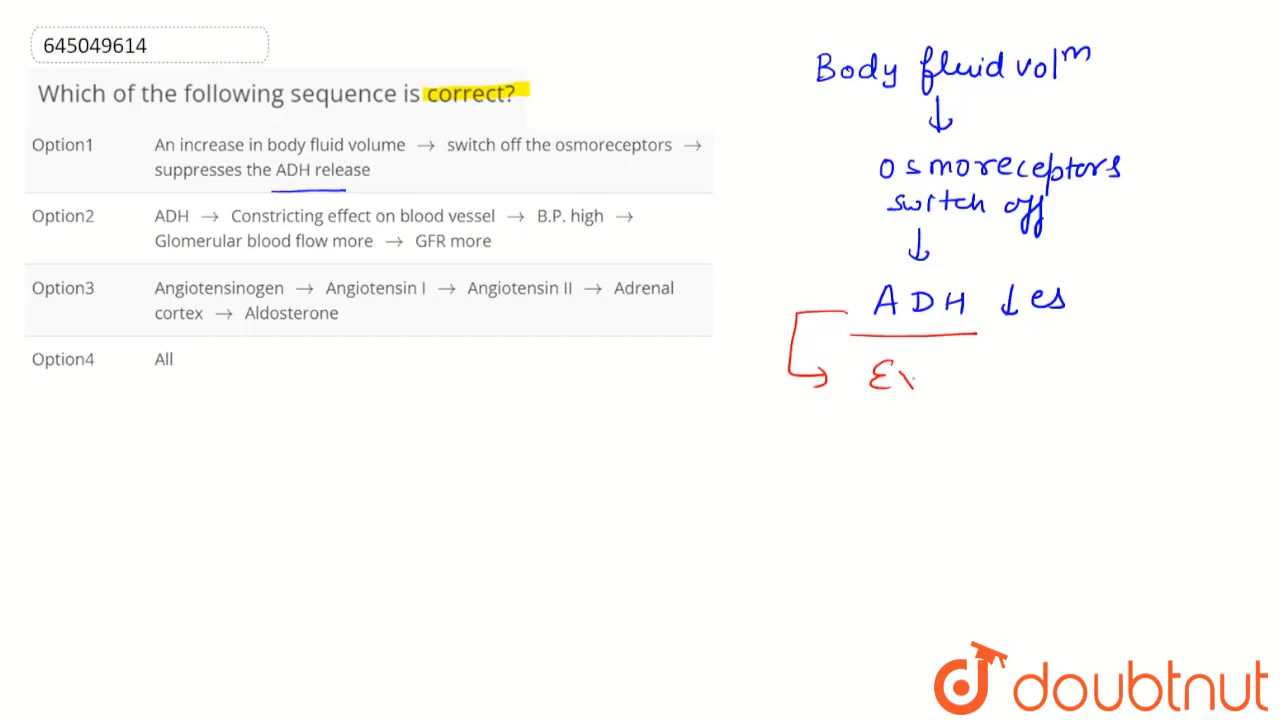 645049614
Which of the following sequence is correct?
Option1 An increase in body fluid volume → switch off the osmoreceptors →
suppresses the ADH release
Option2 ADH → Constricting effect on blood vessel → B.P. high →
Glomerular blood flow more → GFR more
Option3 Angiotensinogen → Angiotensin I → Angiotensin II → Adrenal
cortex → Aldosterone
Option4 All
Body fluid volm
↓
osmoreceptors
switch off
↓
ADH ↓es
doubtnut